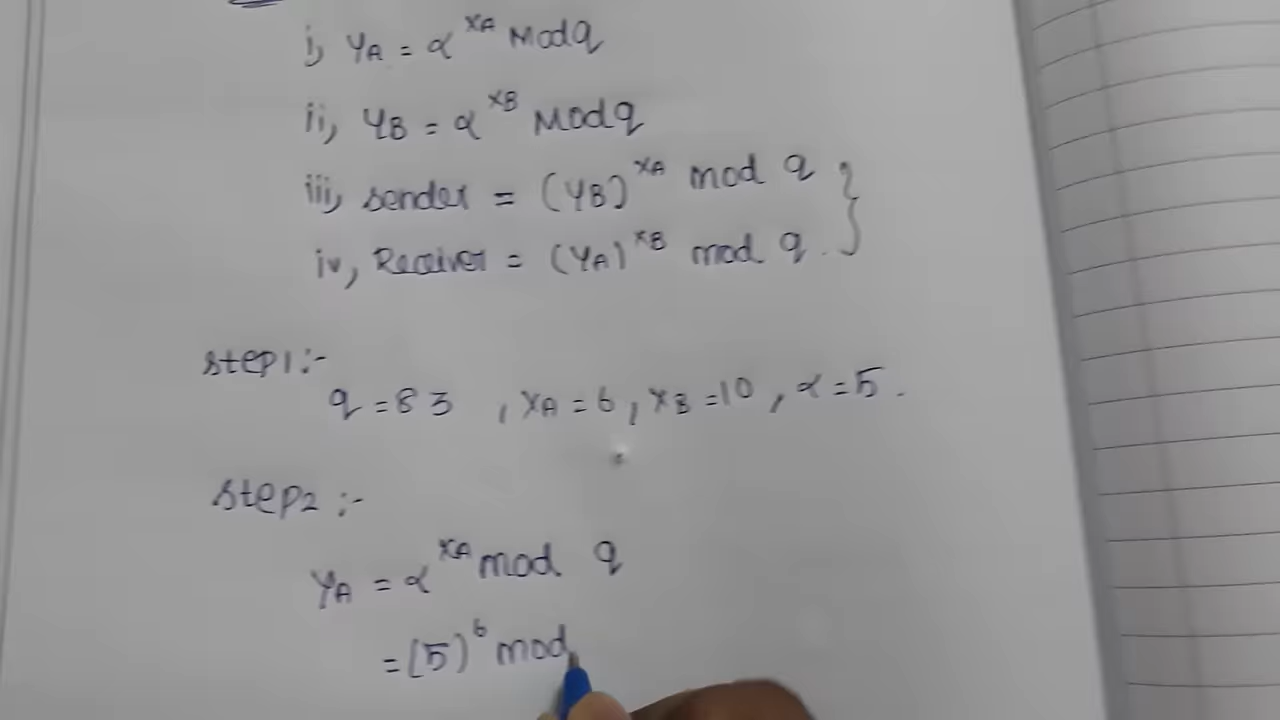 i, YA = α^XA Mod q
ii, YB = α^XB Mod q
iii, sender = (YB)^XA mod q }
iv, Receiver = (YA)^XB mod q. }
step1:-
q = 83 , XA = 6, XB = 10, α = 5.
step2 :-
YA = α^XA mod q
= (5)^6 mod